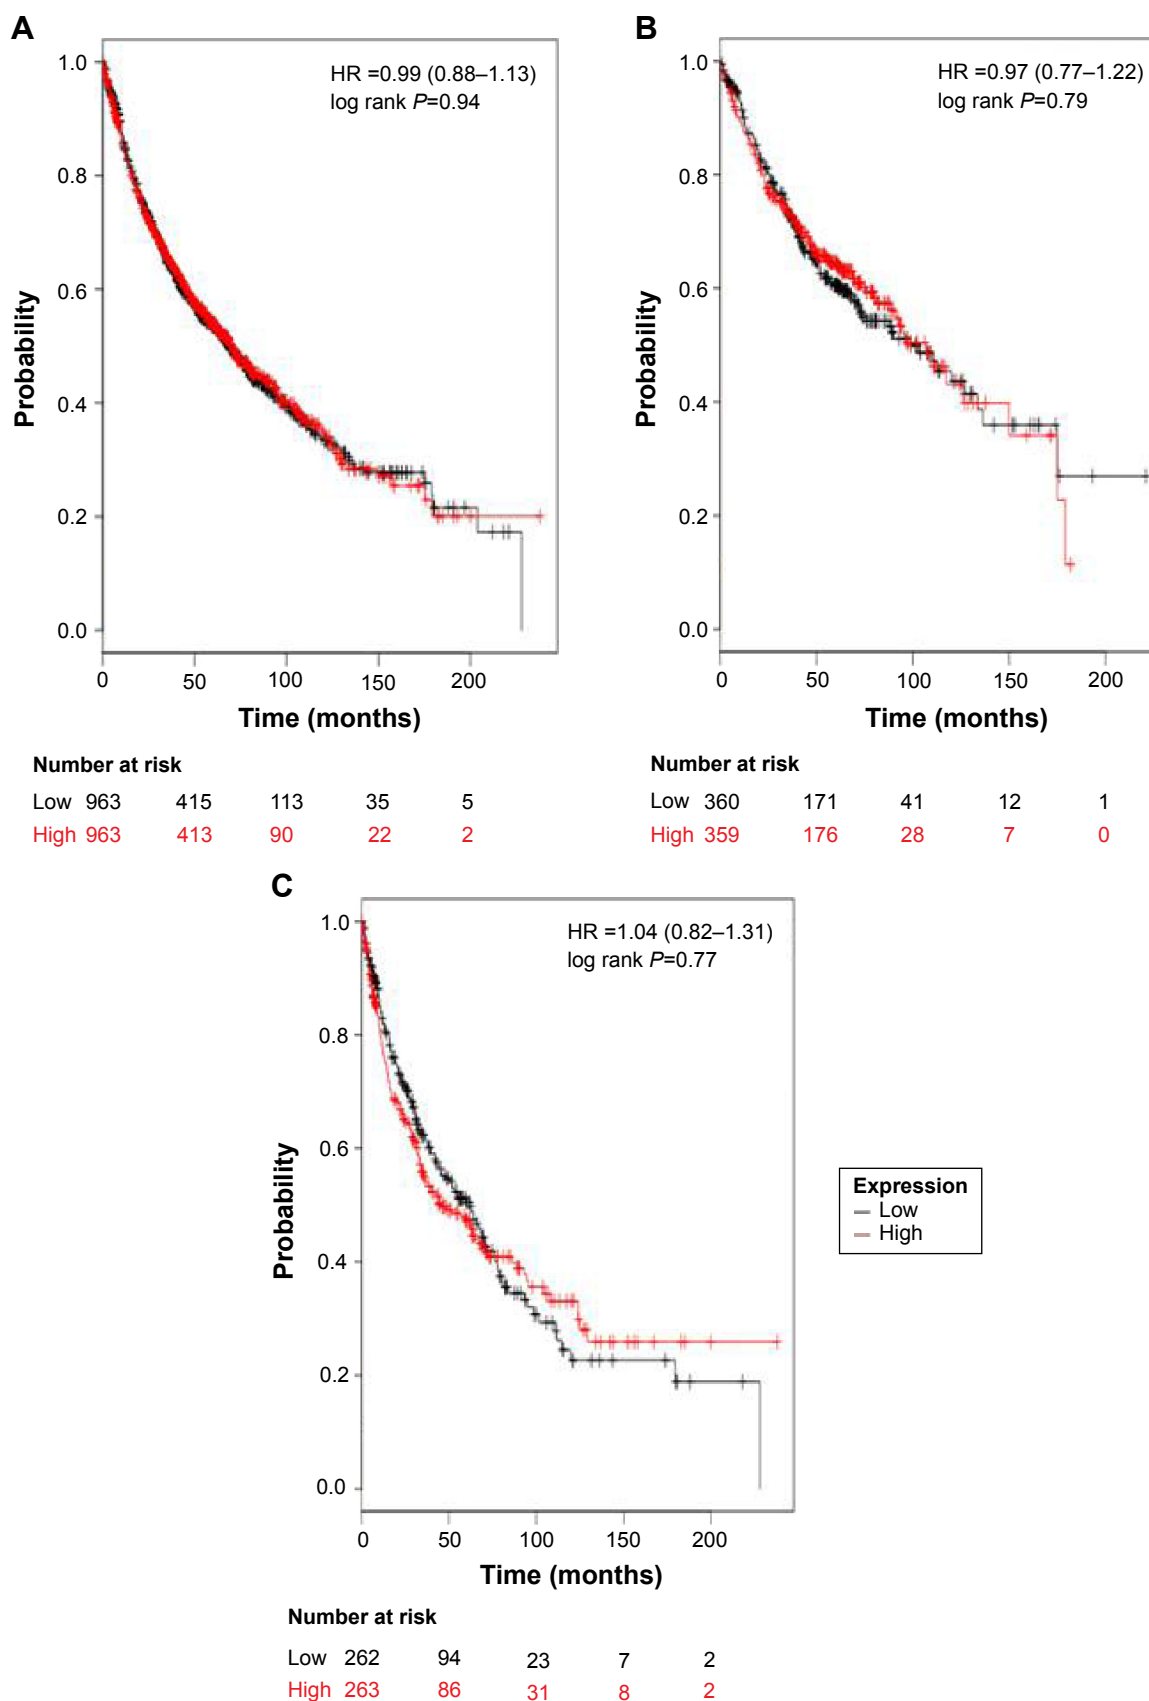 A
HR =0.99 (0.88–1.13)
log rank P=0.94
1.0
0.8
0.6
0.4
0.2
0.0
Probability
0 50 100 150 200
Time (months)
Number at risk
Low 963 415 113 35 5
High 963 413 90 22 2
B
HR =0.97 (0.77–1.22)
log rank P=0.79
1.0
0.8
0.6
0.4
0.2
0.0
Probability
0 50 100 150 200
Time (months)
Number at risk
Low 360 171 41 12 1
High 359 176 28 7 0
C
HR =1.04 (0.82–1.31)
log rank P=0.77
1.0
0.8
0.6
0.4
0.2
0.0
Probability
0 50 100 150 200
Time (months)
Number at risk
Low 262 94 23 7 2
High 263 86 31 8 2
Expression
Low
High